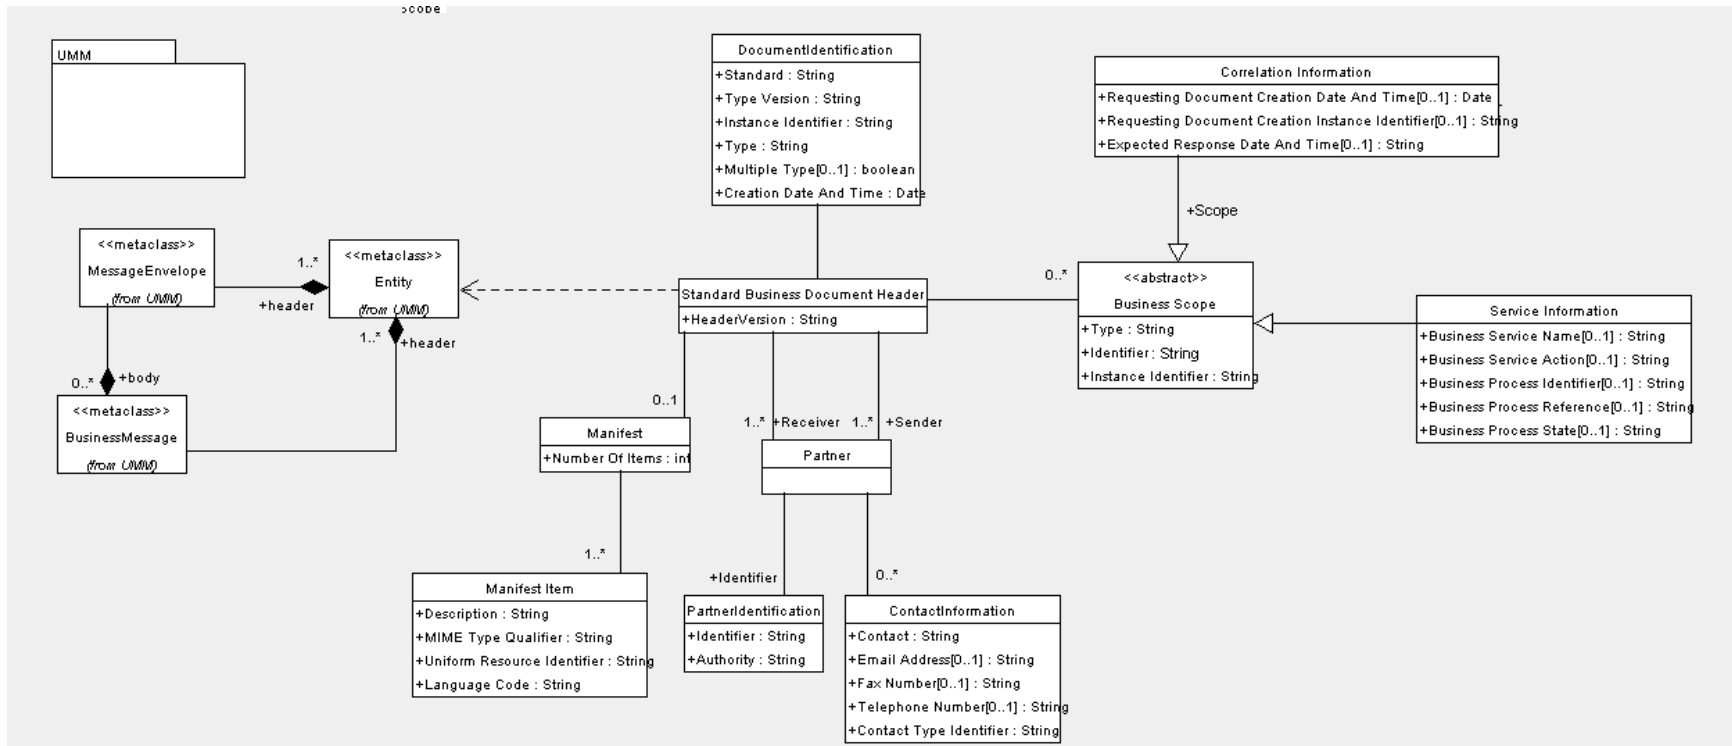 Scope
UMM
DocumentIdentification
+Standard : String
+Type Version : String
+Instance Identifier : String
+Type : String
+Multiple Type[0..1] : boolean
+Creation Date And Time : Date
Correlation Information
+Requesting Document Creation Date And Time[0..1] : Date
+Requesting Document Creation Instance Identifier[0..1] : String
+Expected Response Date And Time[0..1] : String
+Scope
<<metaclass>>
MessageEnvelope
(from UMM)
1..*
+header
<<metaclass>>
Entity
(from UMM)
1..*
+header
0..*
+body
<<metaclass>>
BusinessMessage
(from UMM)
Standard Business Document Header
+HeaderVersion : String
0..*
<<abstract>>
Business Scope
+Type : String
+Identifier : String
+Instance Identifier : String
Service Information
+Business Service Name[0..1] : String
+Business Service Action[0..1] : String
+Business Process Identifier[0..1] : String
+Business Process Reference[0..1] : String
+Business Process State[0..1] : String
0..1
Manifest
+Number Of Items : int
1..*
+Receiver
1..*
+Sender
Partner
1..*
Manifest Item
+Description : String
+MIME Type Qualifier : String
+Uniform Resource Identifier : String
+Language Code : String
+Identifier
PartnerIdentification
+Identifier : String
+Authority : String
0..*
ContactInformation
+Contact : String
+Email Address[0..1] : String
+Fax Number[0..1] : String
+Telephone Number[0..1] : String
+Contact Type Identifier : String